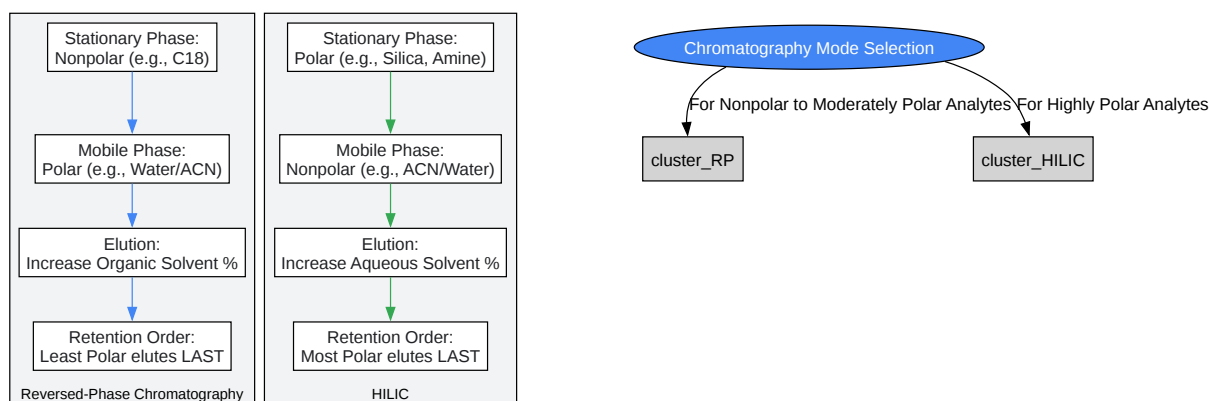 Stationary Phase:
Nonpolar (e.g., C18)
Mobile Phase:
Polar (e.g., Water/ACN)
Elution:
Increase Organic Solvent %
Retention Order:
Least Polar elutes LAST
Reversed-Phase Chromatography
Stationary Phase:
Polar (e.g., Silica, Amine)
Mobile Phase:
Nonpolar (e.g., ACN/Water)
Elution:
Increase Aqueous Solvent %
Retention Order:
Most Polar elutes LAST
HILIC
Chromatography Mode Selection
For Nonpolar to Moderately Polar Analytes
For Highly Polar Analytes
cluster_RP
cluster_HILIC